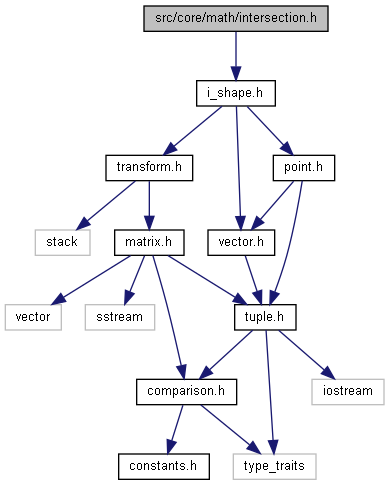 src/core/math/intersection.h
i_shape.h
transform.h
point.h
stack
matrix.h
vector.h
vector
sstream
tuple.h
comparison.h
iostream
constants.h
type_traits